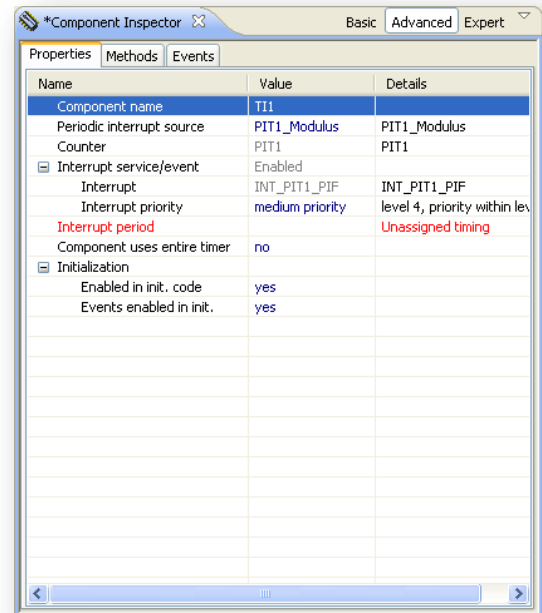 *Component Inspector Basic Advanced Expert
Properties Methods Events
Name Value Details
Component name TI1
Periodic interrupt source PIT1_Modulus PIT1_Modulus
Counter PIT1 PIT1
Interrupt service/event Enabled
Interrupt INT_PIT1_PIF INT_PIT1_PIF
Interrupt priority medium priority level 4, priority within lev
Interrupt period Unassigned timing
Component uses entire timer no
Initialization
Enabled in init. code yes
Events enabled in init. yes